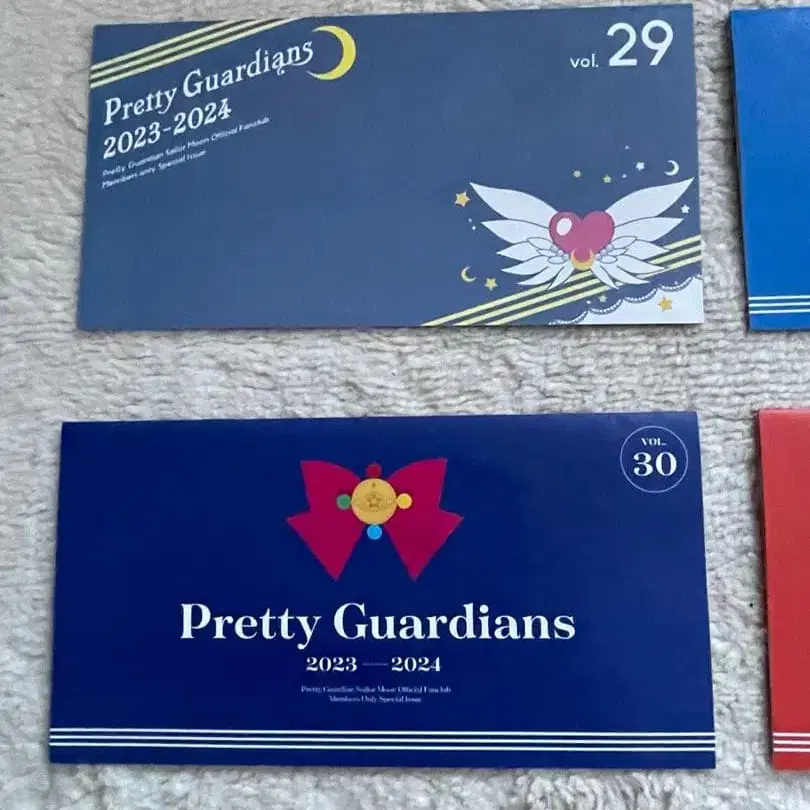 Pretty Guardians
2023-2024
Pretty Guardian Sailor Moon Official Fanclub
Members only Special Issue
vol. 29
VOL.
30
Pretty Guardians
2023 — 2024
Pretty Guardian Sailor Moon Official Fanclub
Members Only Special Issue